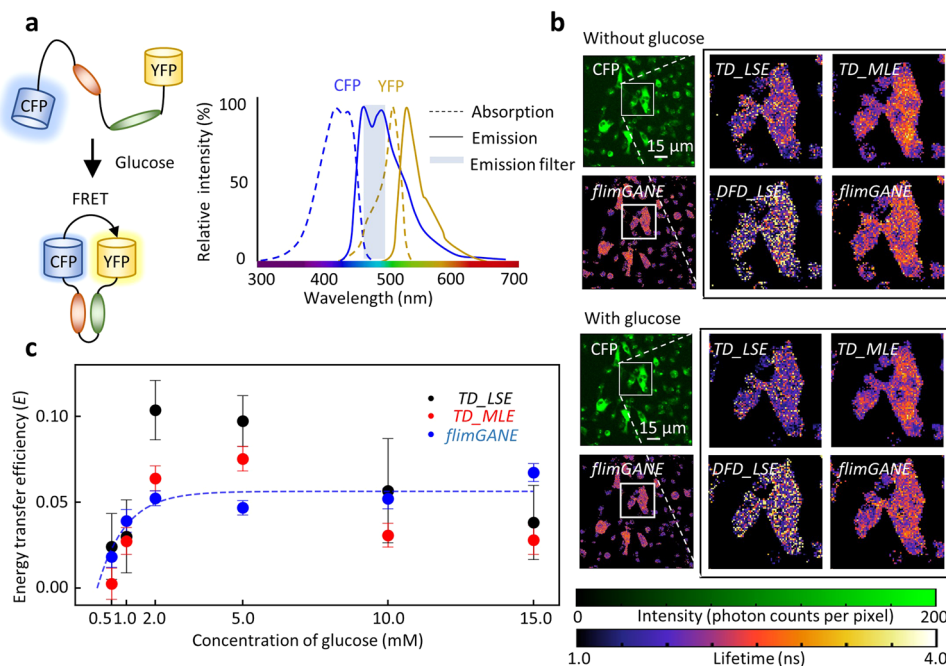 a
CFP
YFP
Glucose
FRET
CFP
YFP
CFP
YFP
Relative intensity (%)
100
50
0
300
400
500
600
700
Wavelength (nm)
Absorption
Emission
Emission filter
b
Without glucose
CFP
15 μm
flimGANE
TD_LSE
TD_MLE
DFD_LSE
flimGANE
With glucose
CFP
15 μm
flimGANE
TD_LSE
TD_MLE
DFD_LSE
flimGANE
0
Intensity (photon counts per pixel)
200
1.0
Lifetime (ns)
4.0
c
Energy transfer efficiency (E)
0.10
0.05
0.00
TD_LSE
TD_MLE
flimGANE
0.5
1.0
2.0
5.0
10.0
15.0
Concentration of glucose (mM)